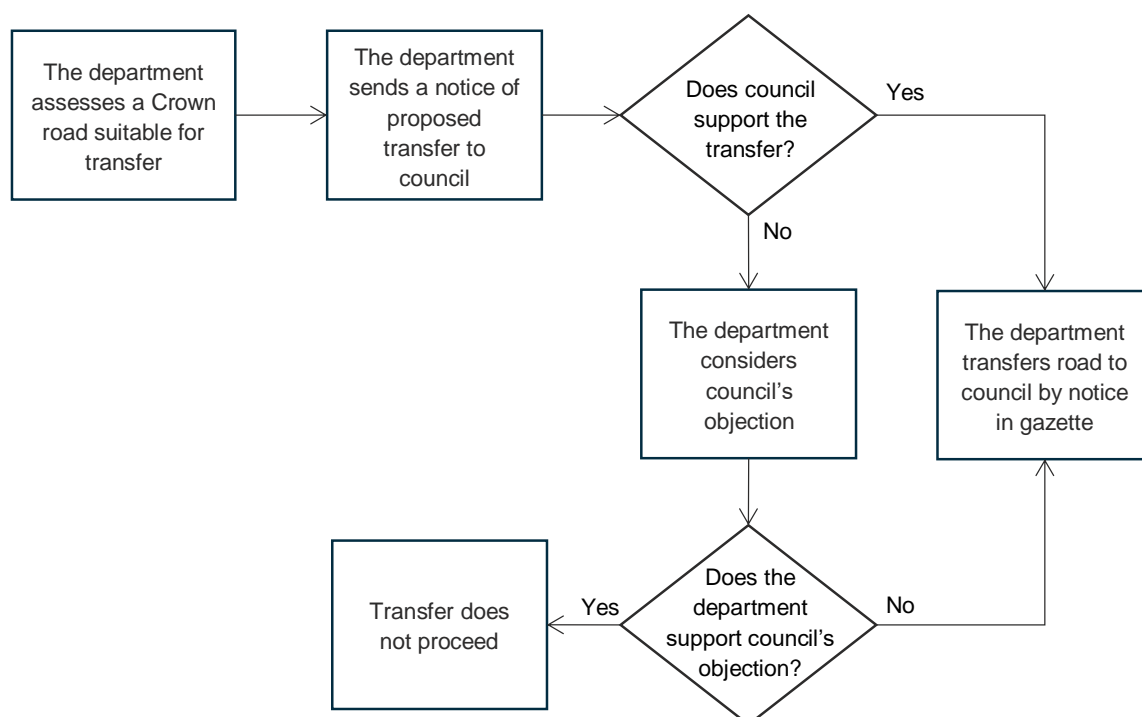 The department
assesses a Crown
road suitable for
transfer
The department
sends a notice of
proposed
transfer to
council
Does council
support the
transfer?
Yes
No
The department
considers
council’s
objection
The department
transfers road to
council by notice
in gazette
Transfer does
not proceed
Yes
Does the
department
support council’s
objection?
No